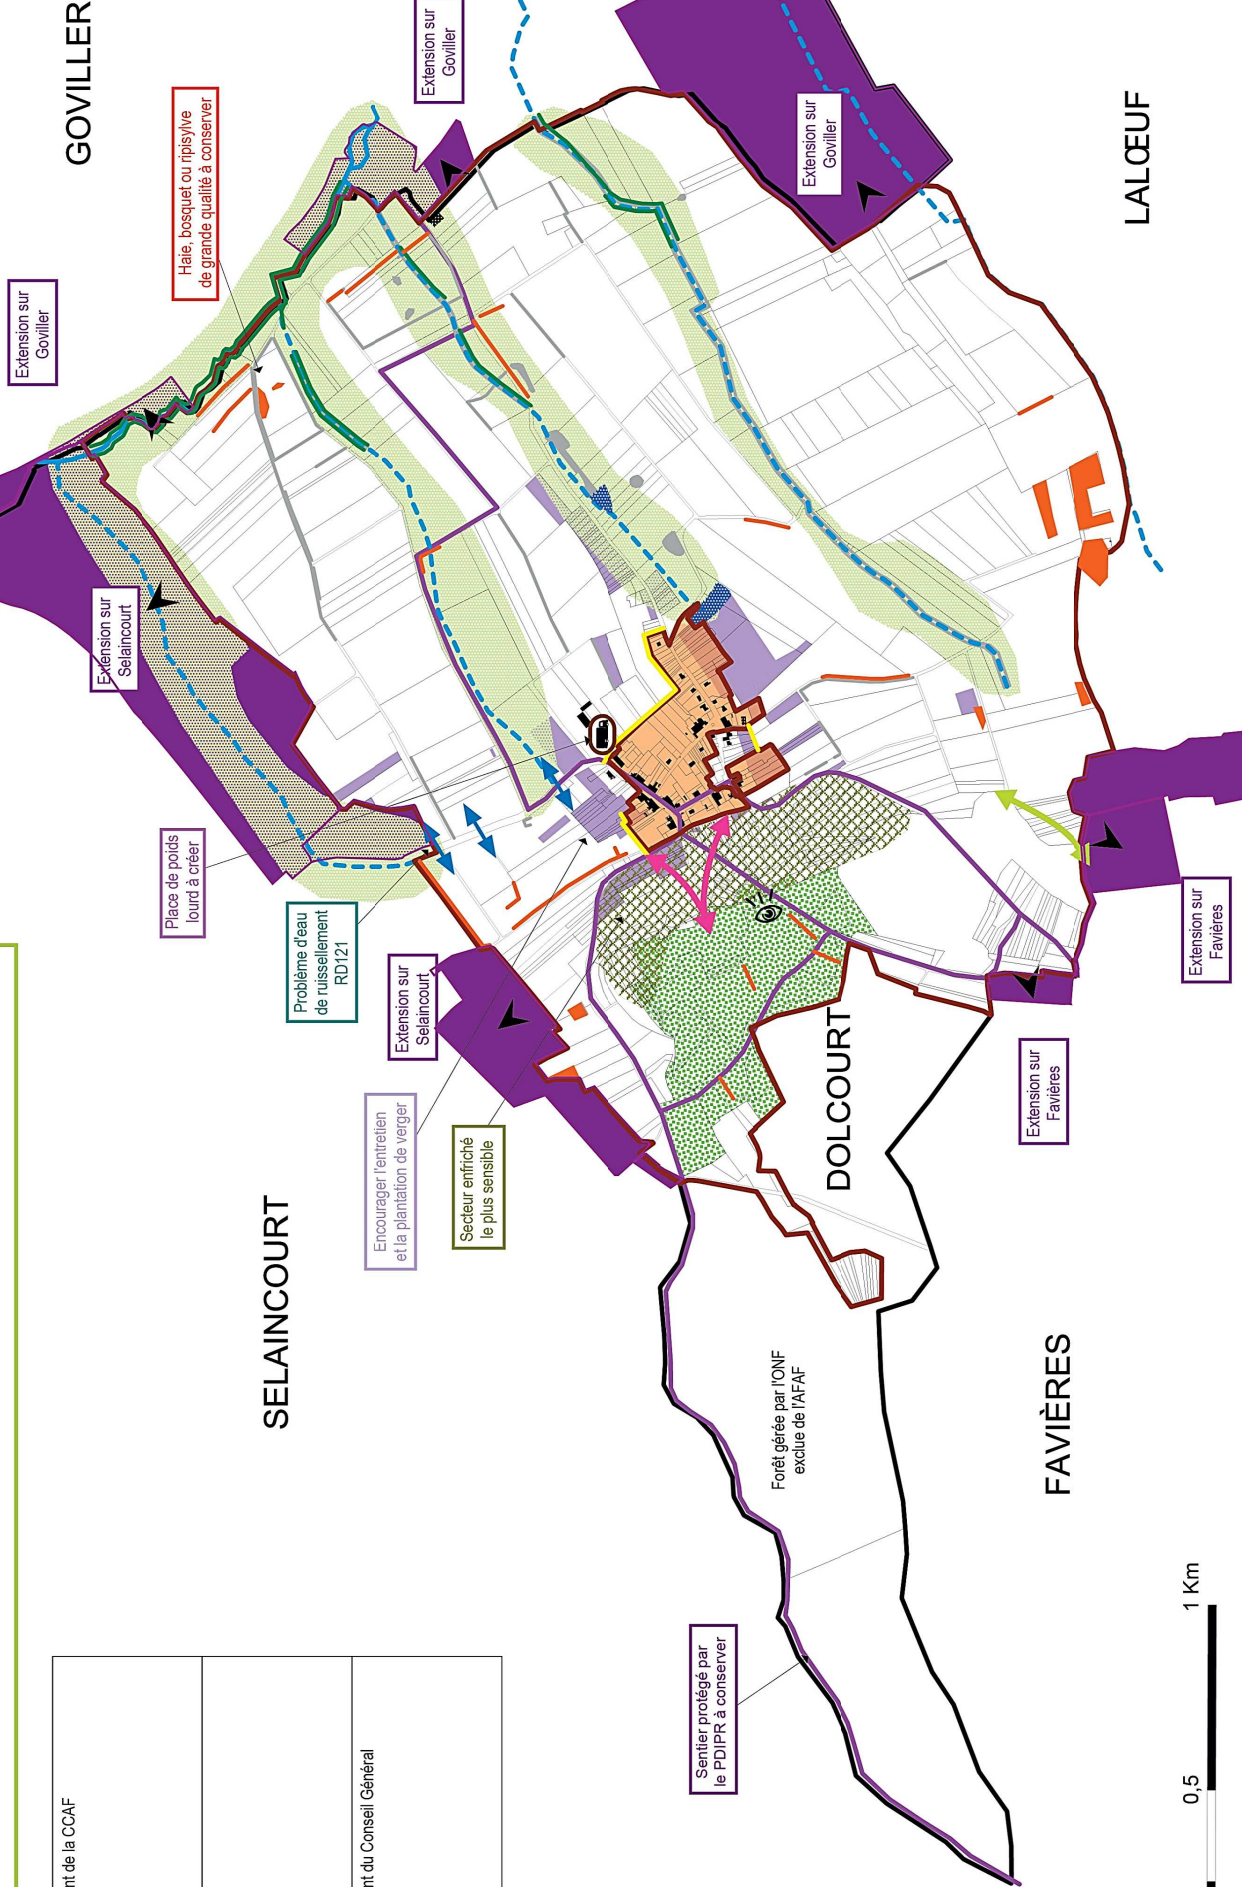 GOVILLER
Extension sur
Goviller
Haie, bosquet ou ripisylve
de grande qualité à conserver
Extension sur
Goviller
Extension sur
Goviller
LALŒUF
Extension sur
Selaincourt
Place de poids
lourd à créer
Problème d'eau
de ruissellement
RD121
Extension sur
Selaincourt
Encourager l'entretien
et la plantation de verger
Secteur enfriché
le plus sensible
Extension sur
Favières
Extension sur
Favières
DOLCOURT
SELAINCOURT
FAVIÈRES
Forêt gérée par l'ONF
exclue de l'AFAF
Sentier protégé par
le PDIPR à conserver
nt de la CCAF
nt du Conseil Général
0,5
1 Km